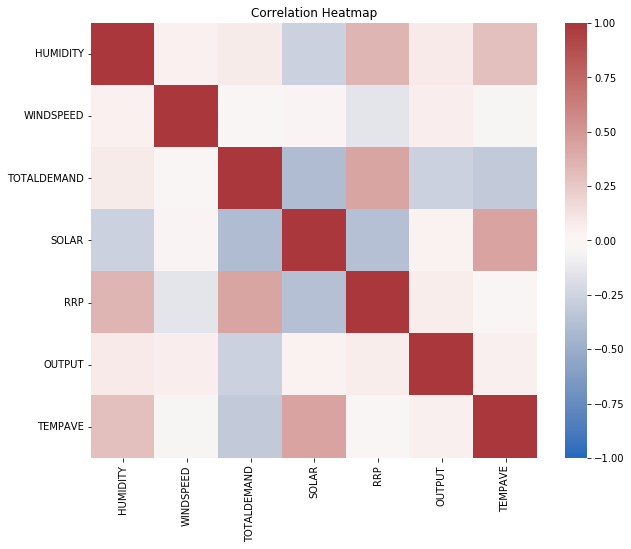 Correlation Heatmap
HUMIDITY
WINDSPEED
TOTALDEMAND
SOLAR
RRP
OUTPUT
TEMPAVE
HUMIDITY
WINDSPEED
TOTALDEMAND
SOLAR
RRP
OUTPUT
TEMPAVE
1.00
0.75
0.50
0.25
0.00
−0.25
−0.50
−0.75
−1.00